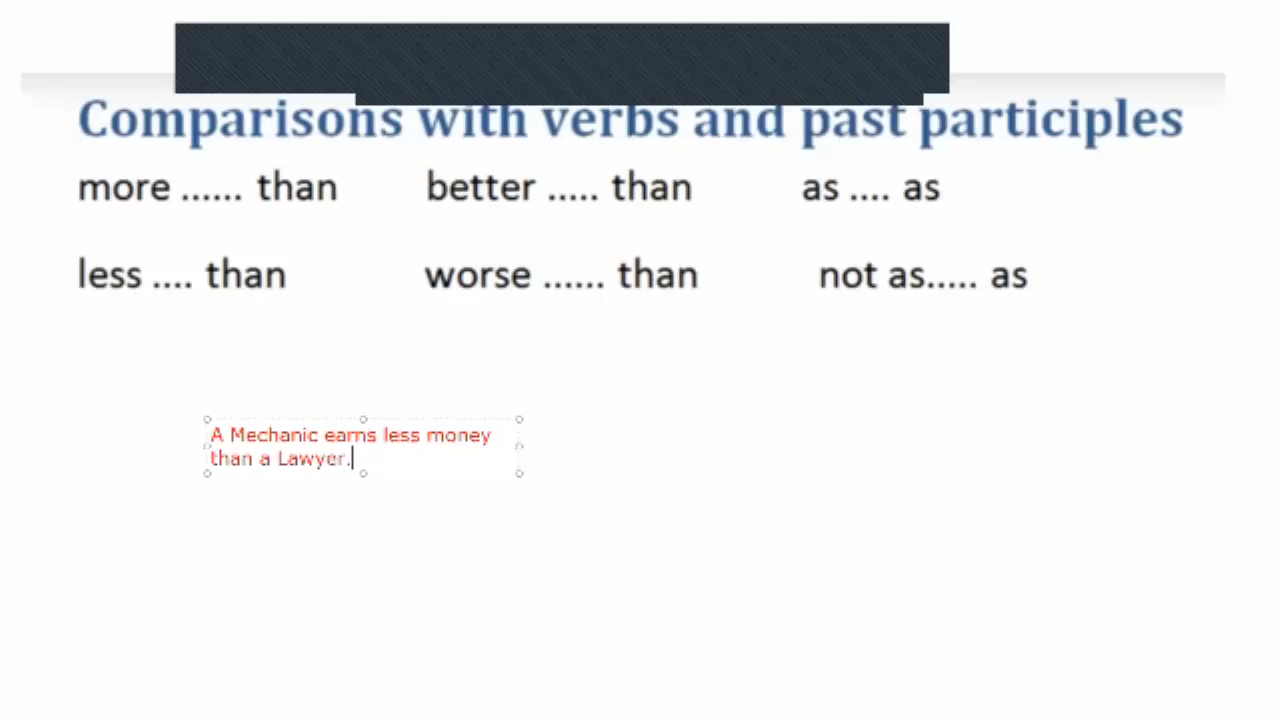 Comparisons with verbs and past participles
more ...... than better ..... than as .... as
less .... than worse ...... than not as..... as
A Mechanic earns less money
than a Lawyer.